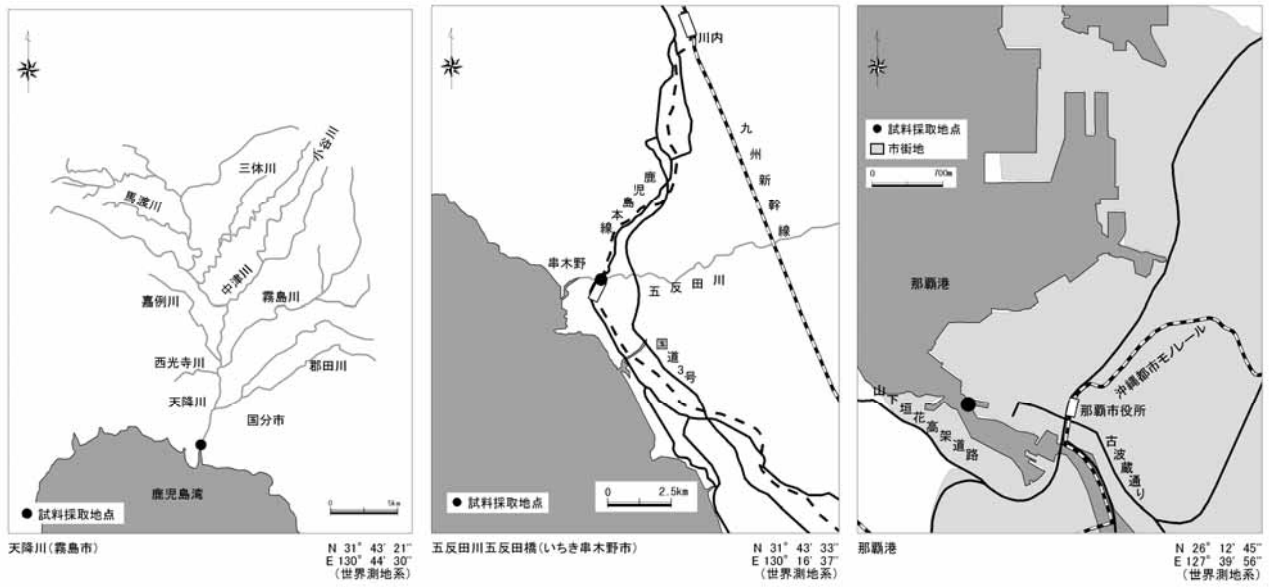 三体川
小谷川
馬渡川
中津川
嘉例川
霧島川
西光寺川
郡田川
天降川
国分市
鹿児島湾
試料採取地点
0 5km
天降川(霧島市)
N 31° 43′ 21″
E 130° 44′ 30″
(世界測地系)
川内
九州新幹線
鹿児島本線
串木野
五反田川
国道3号
試料採取地点
0 2.5km
五反田川五反田橋(いちき串木野市)
N 31° 43′ 33″
E 130° 16′ 37″
(世界測地系)
試料採取地点
市街地
0 700m
那覇港
沖縄都市モノレール
山下垣花高架道路
那覇市役所
古波蔵通り
那覇港
N 26° 12′ 45″
E 127° 39′ 56″
(世界測地系)